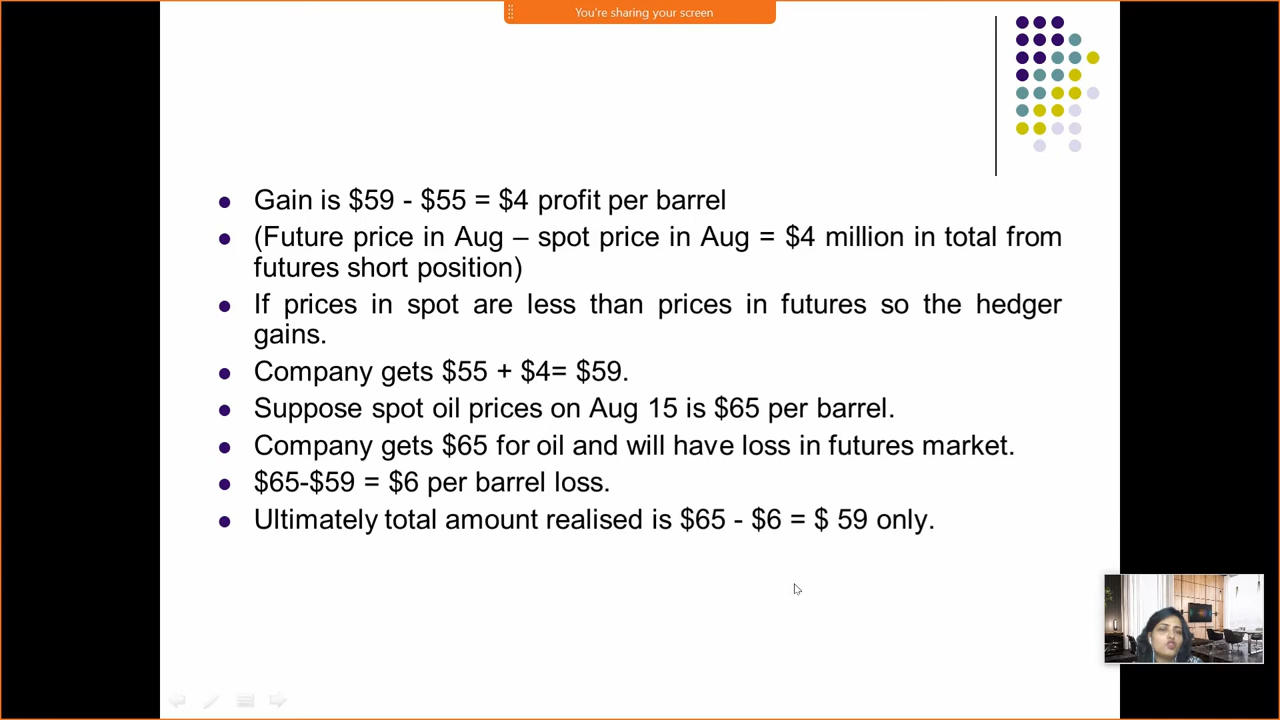 You're sharing your screen
Gain is $59 - $55 = $4 profit per barrel
(Future price in Aug – spot price in Aug = $4 million in total from
futures short position)
If prices in spot are less than prices in futures so the hedger
gains.
Company gets $55 + $4= $59.
Suppose spot oil prices on Aug 15 is $65 per barrel.
Company gets $65 for oil and will have loss in futures market.
$65-$59 = $6 per barrel loss.
Ultimately total amount realised is $65 - $6 = $ 59 only.